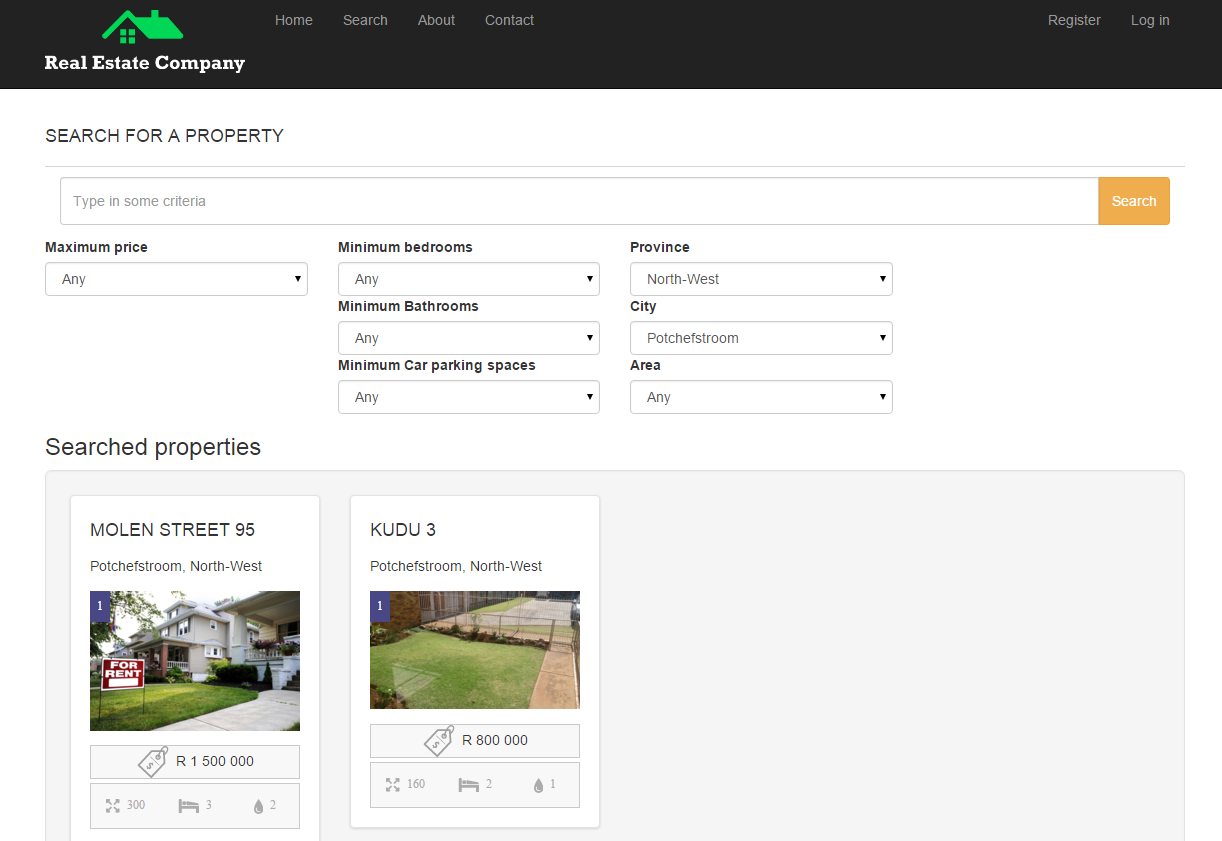 Home Search About Contact Register Log in
Real Estate Company
SEARCH FOR A PROPERTY
Type in some criteria Search
Maximum price Minimum bedrooms Province
Any Any North-West
Minimum Bathrooms City
Any Potchefstroom
Minimum Car parking spaces Area
Any Any
Searched properties
MOLEN STREET 95
Potchefstroom, North-West
1
FOR
RENT
R 1 500 000
300 3 2
KUDU 3
Potchefstroom, North-West
1
R 800 000
160 2 1